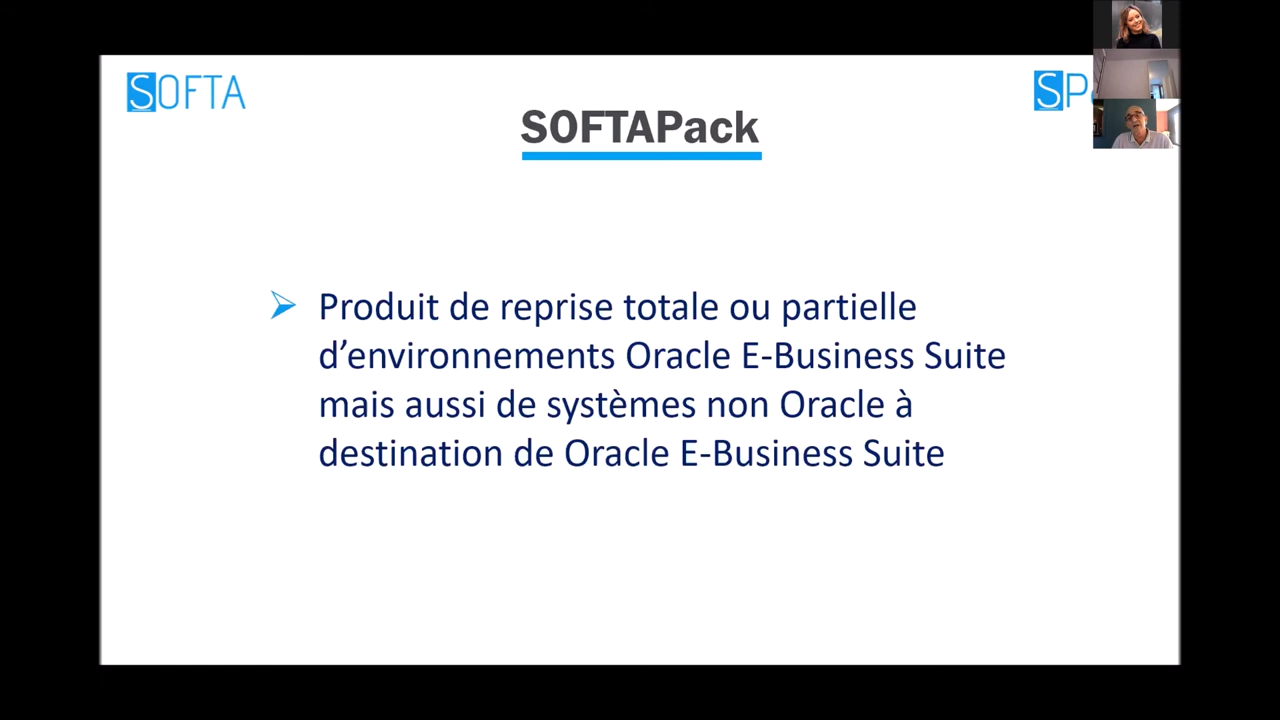 SOFTA
SOFTAPack
Produit de reprise totale ou partielle
d’environnements Oracle E-Business Suite
mais aussi de systèmes non Oracle à
destination de Oracle E-Business Suite